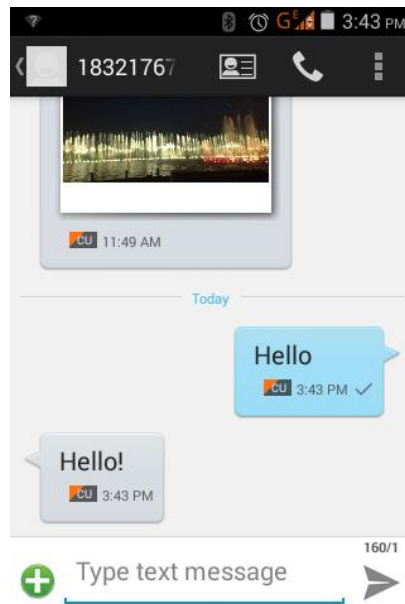 G E 3:43 PM
18321767
CU 11:49 AM
Today
Hello
CU 3:43 PM
Hello!
CU 3:43 PM
160/1
Type text message